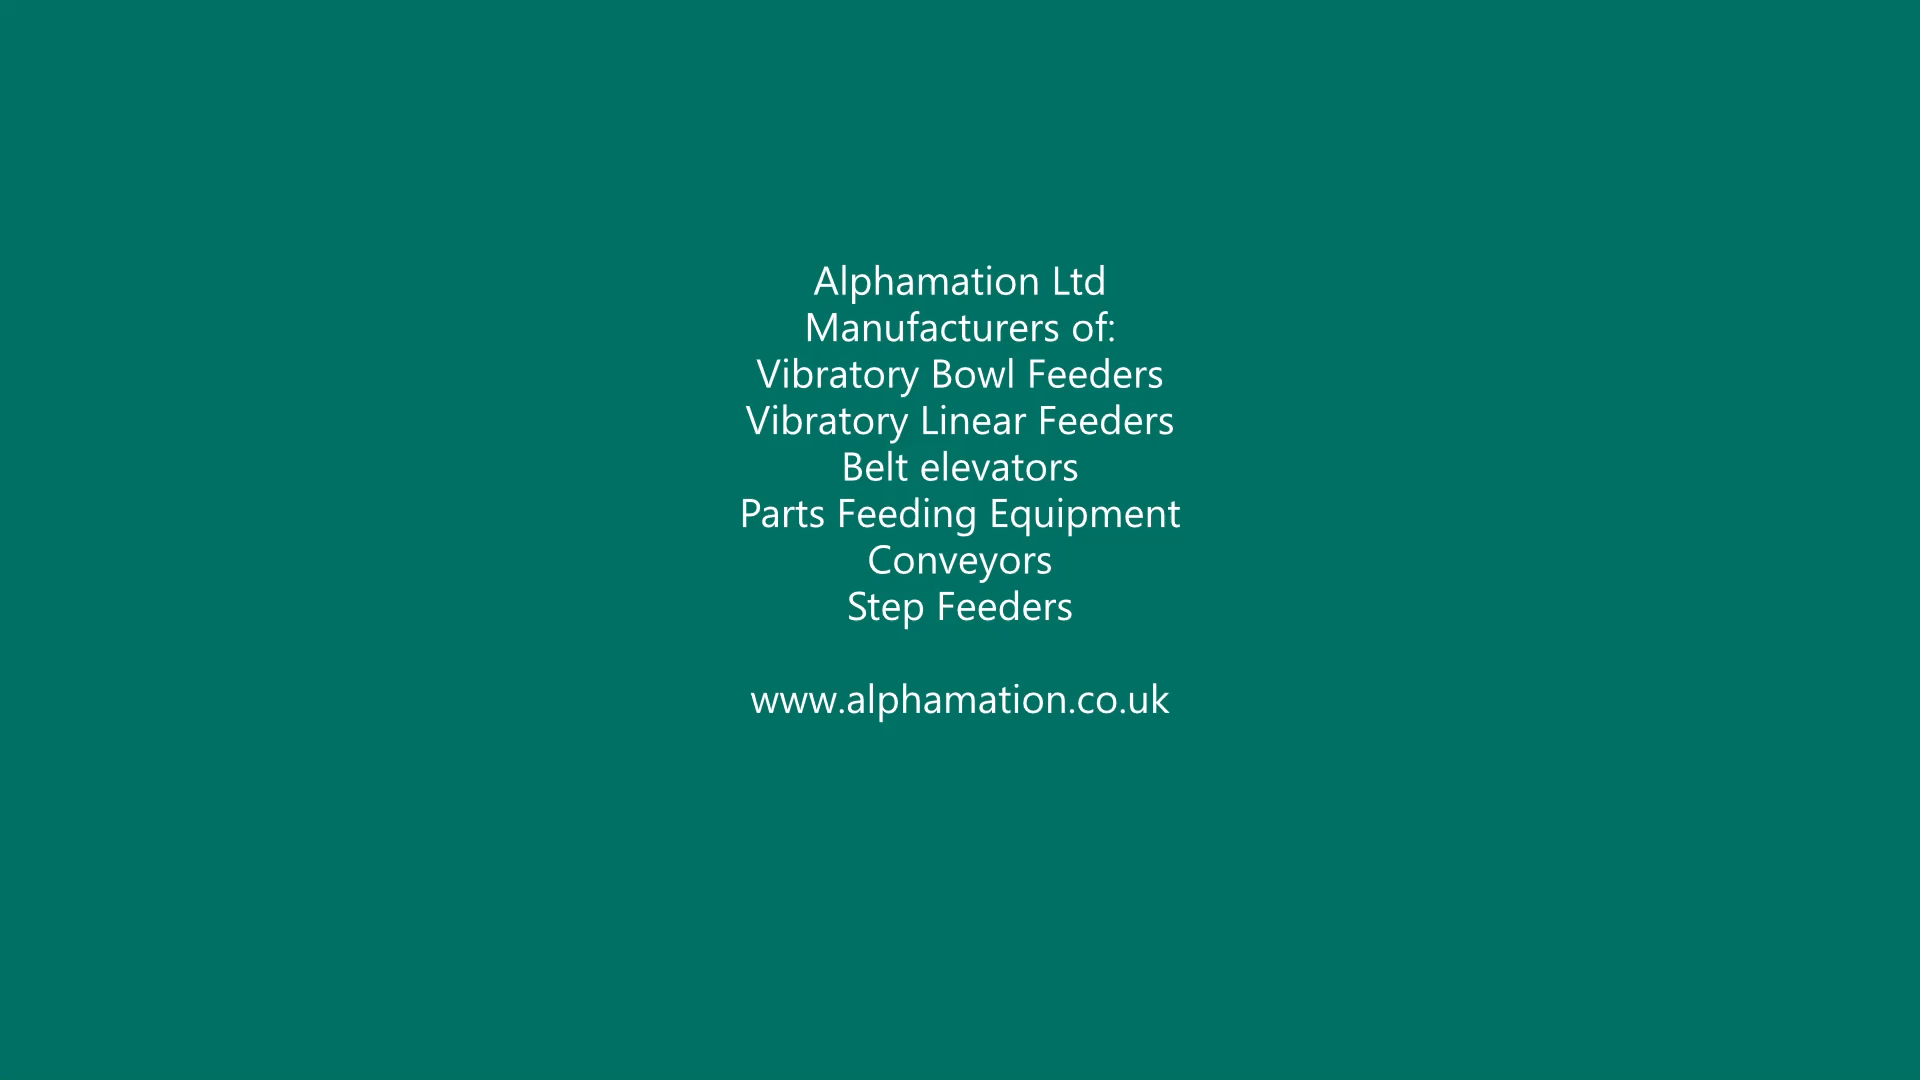 Alphamation Ltd
Manufacturers of:
Vibratory Bowl Feeders
Vibratory Linear Feeders
Belt elevators
Parts Feeding Equipment
Conveyors
Step Feeders
www.alphamation.co.uk